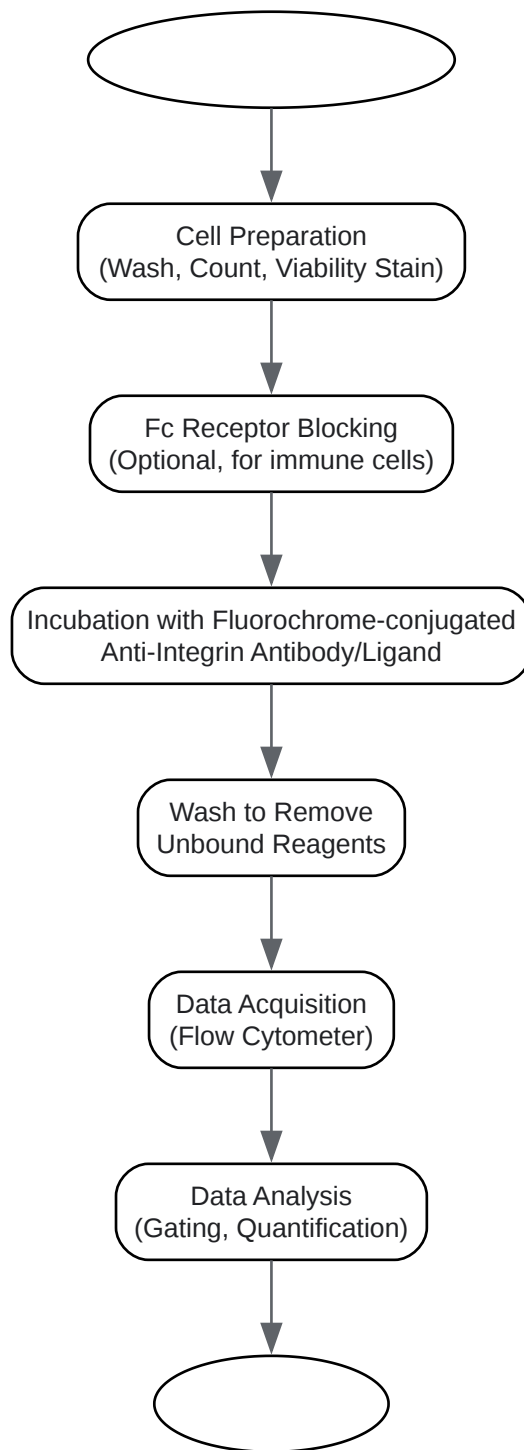 Cell Preparation
(Wash, Count, Viability Stain)
Fc Receptor Blocking
(Optional, for immune cells)
Incubation with Fluorochrome-conjugated
Anti-Integrin Antibody/Ligand
Wash to Remove
Unbound Reagents
Data Acquisition
(Flow Cytometer)
Data Analysis
(Gating, Quantification)